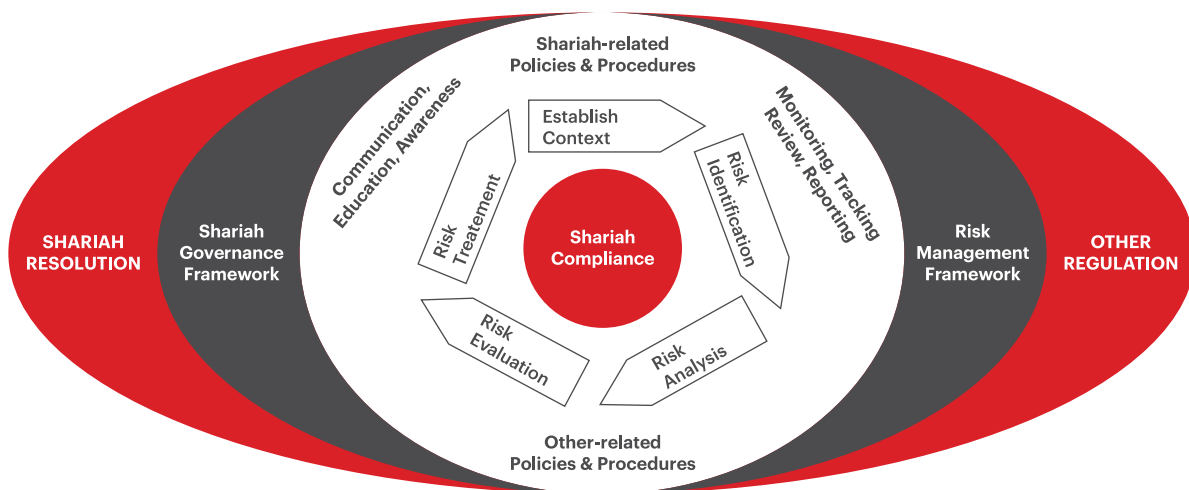 Shariah-related
Policies & Procedures
Communication,
Education, Awareness
Monitoring, Tracking
Review, Reporting
Establish
Context
Risk
Identification
Risk
Analysis
Risk
Evaluation
Risk
Treatement
Shariah
Compliance
SHARIAH
RESOLUTION
Shariah
Governance
Framework
Risk
Management
Framework
OTHER
REGULATION
Other-related
Policies & Procedures